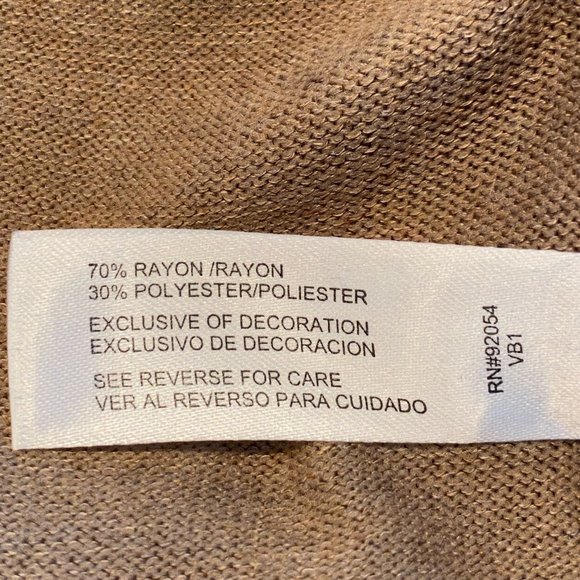 70% RAYON /RAYON
30% POLYESTER/POLIESTER
EXCLUSIVE OF DECORATION
EXCLUSIVO DE DECORACION
SEE REVERSE FOR CARE
VER AL REVERSO PARA CUIDADO
RN#92054
VB1